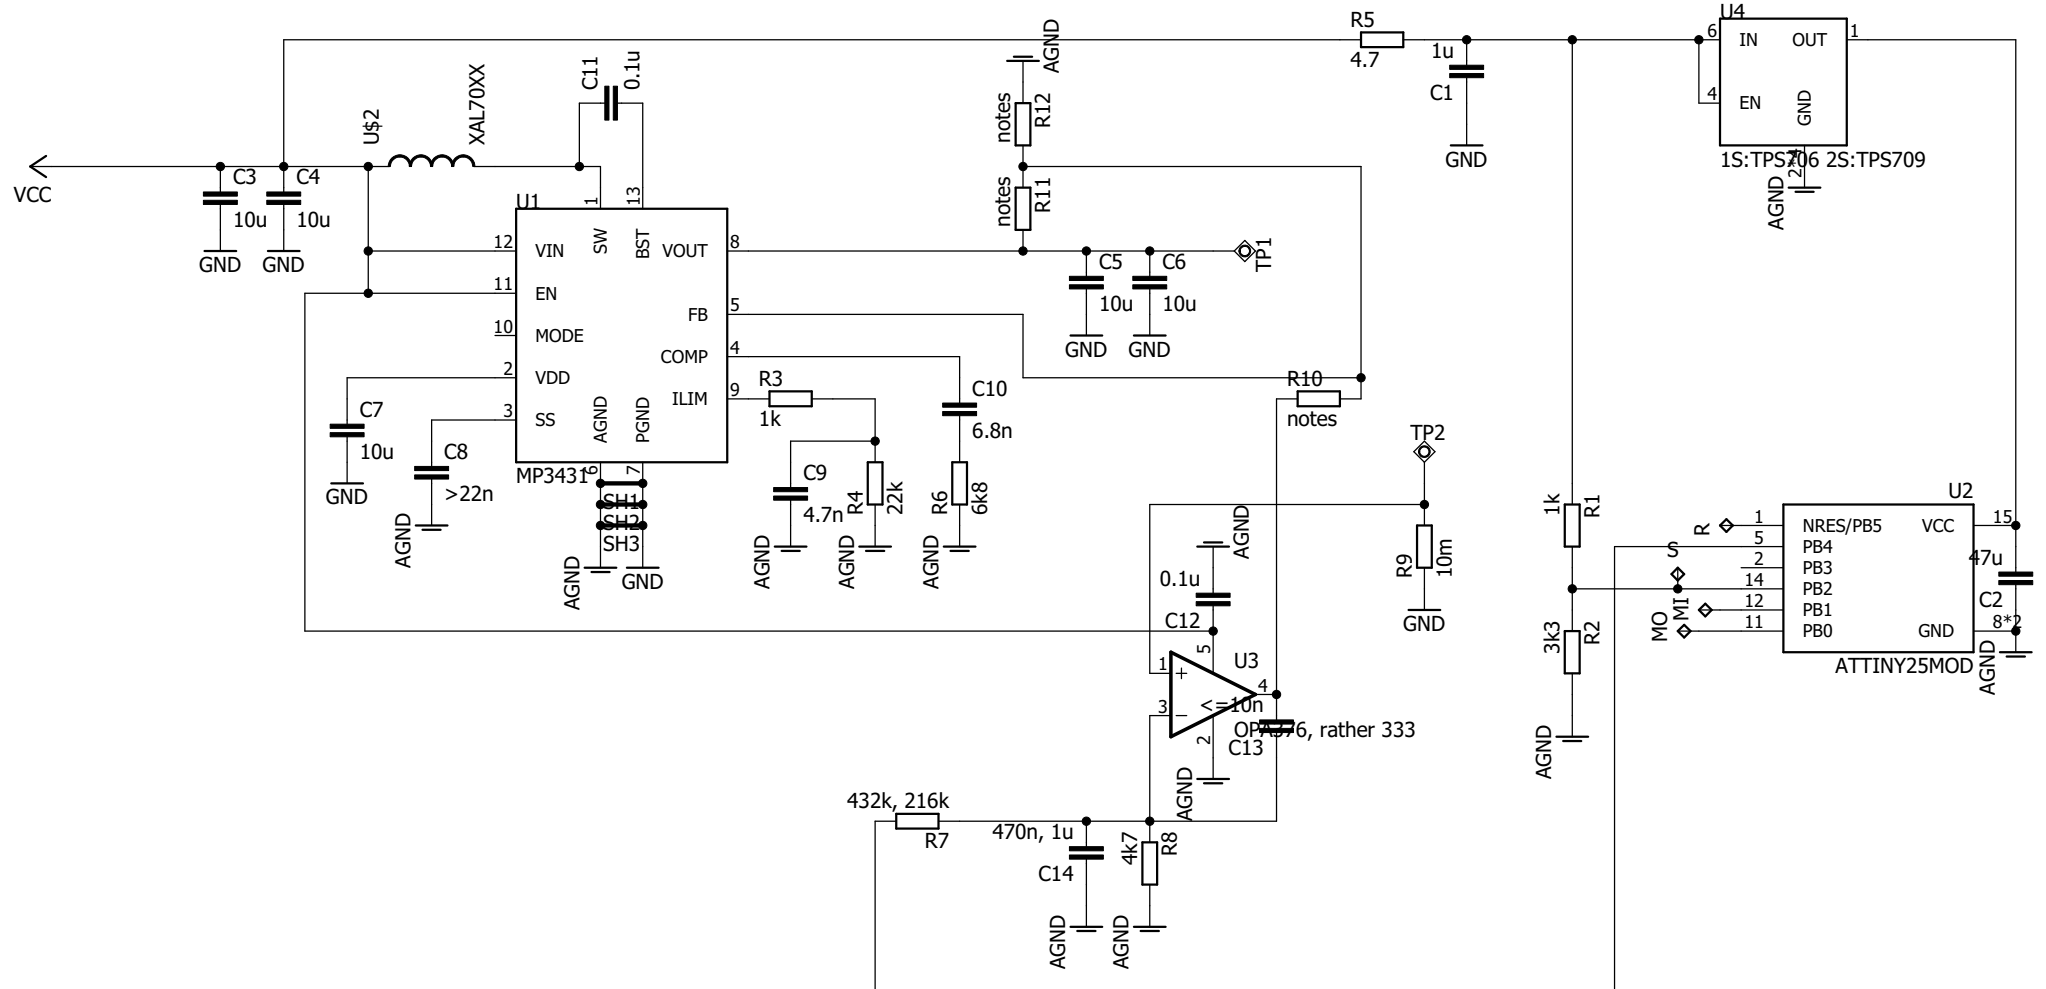 AGND
R5
4.7
1u
C1
GND
U4
6
IN
OUT
1
4
EN
GND
1S:TPS706 2S:TPS709
AGND
C11
0.1u
U$2
XAL70XX
VCC
C3
10u
GND
C4
10u
GND
notes
R12
notes
R11
U1
1
13
SW
BST
12
VIN
11
EN
10
MODE
2
VDD
3
SS
VOUT
8
FB
5
COMP
4
ILIM
9
AGND
PGND
MP3431
6
7
SH1
SH2
SH3
AGND
GND
C5
10u
GND
C6
10u
GND
TP1
C7
10u
GND
C8
>22n
AGND
R3
1k
C9
4.7n
AGND
R4
22k
AGND
C10
6.8n
R6
6k8
AGND
R10
notes
TP2
R9
10m
GND
AGND
0.1u
C12
5
U3
1
+
3
-
4
2
<=10n
OPA376, rather 333
C13
AGND
432k, 216k
R7
470n, 1u
C14
AGND
4k7
R8
AGND
1k
R1
3k3
R2
AGND
U2
R
1
NRES/PB5
5
PB4
2
PB3
S
14
PB2
MI
12
PB1
MO
11
PB0
VCC
15
GND
8*2
47u
C2
AGND
ATTINY25MOD